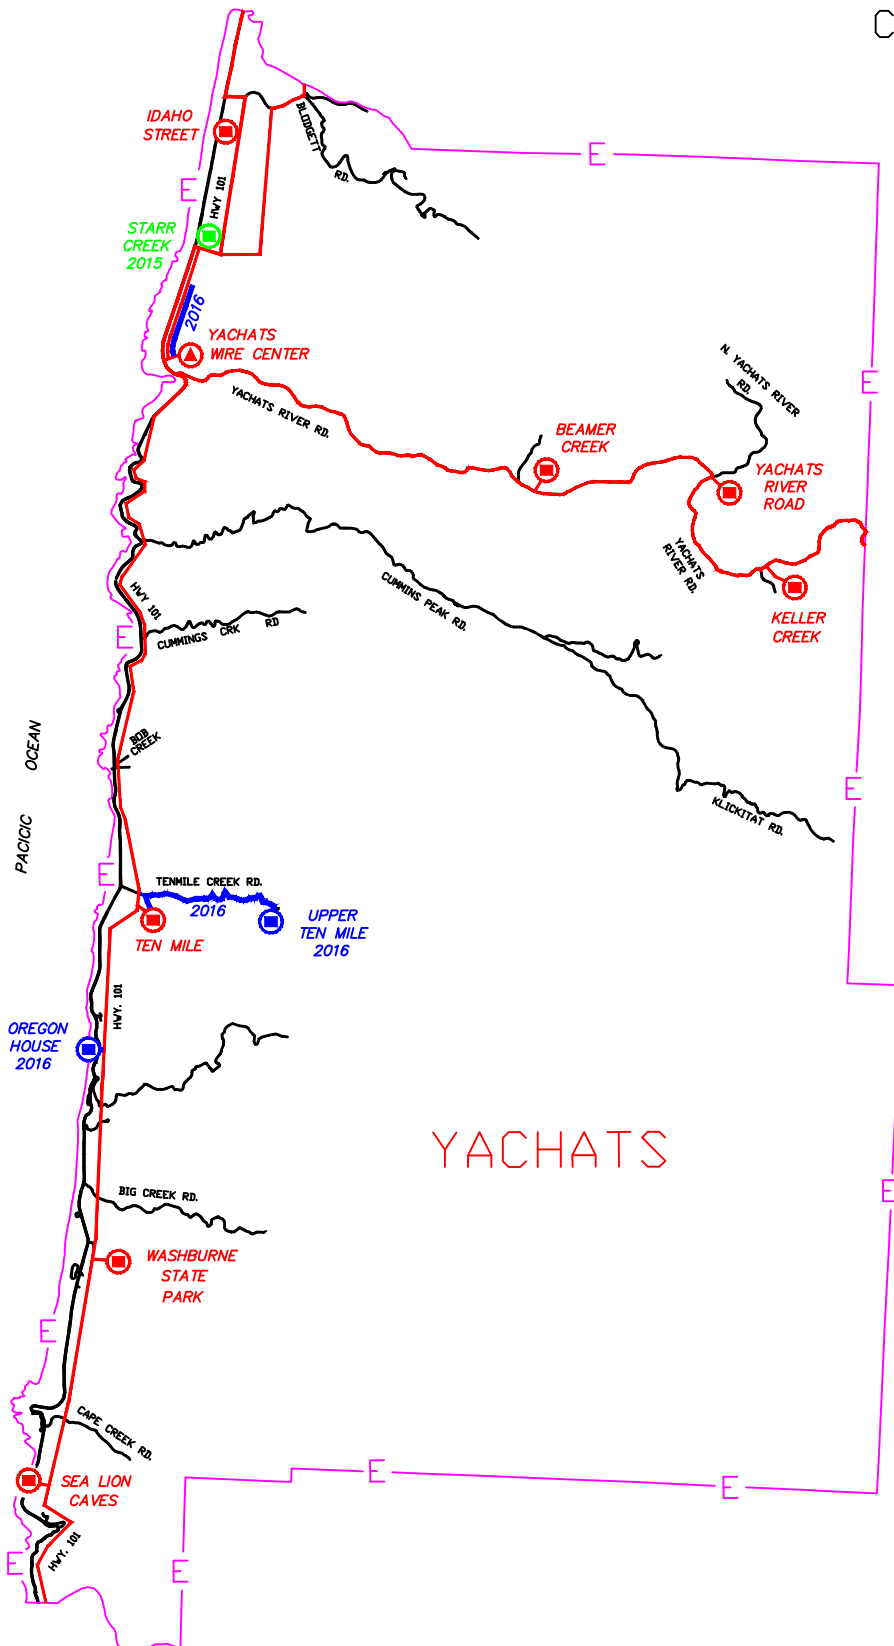 C
IDAHO
STREET
BLODGETT
RD.
E
HWY 101
E
STARR
CREEK
2015
2016
YACHATS
WIRE CENTER
N. YACHATS RIVER
RD.
E
YACHATS RIVER RD.
BEAMER
CREEK
YACHATS
RIVER
ROAD
YACHATS
RIVER RD.
KELLER
CREEK
HWY 101
CUMMINS PEAK RD.
E
CUMMINGS CRK RD
BOB
CREEK
PACICIC OCEAN
KLICKITAT RD.
E
E
TENMILE CREEK RD.
2016
TEN MILE
UPPER
TEN MILE
2016
HWY. 101
OREGON
HOUSE
2016
YACHATS
BIG CREEK RD.
E
WASHBURNE
STATE
PARK
E
CAPE CREEK RD.
SEA LION
CAVES
E
E
HWY. 101
E
E